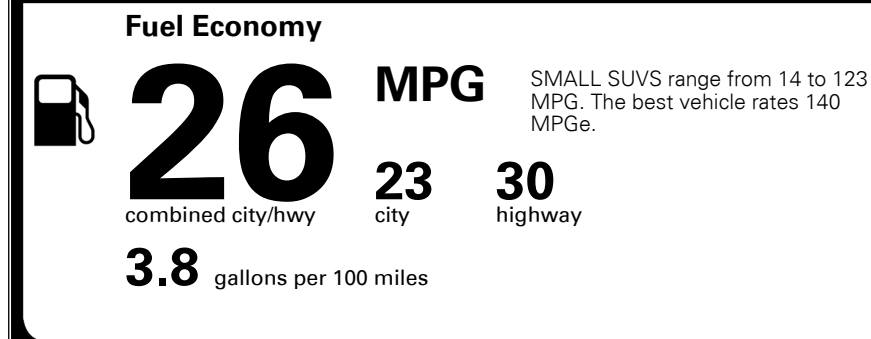 Fuel Economy
26 MPG
SMALL SUVS range from 14 to 123
MPG. The best vehicle rates 140
MPGe.
combined city/hwy
23
city
30
highway
3.8 gallons per 100 miles